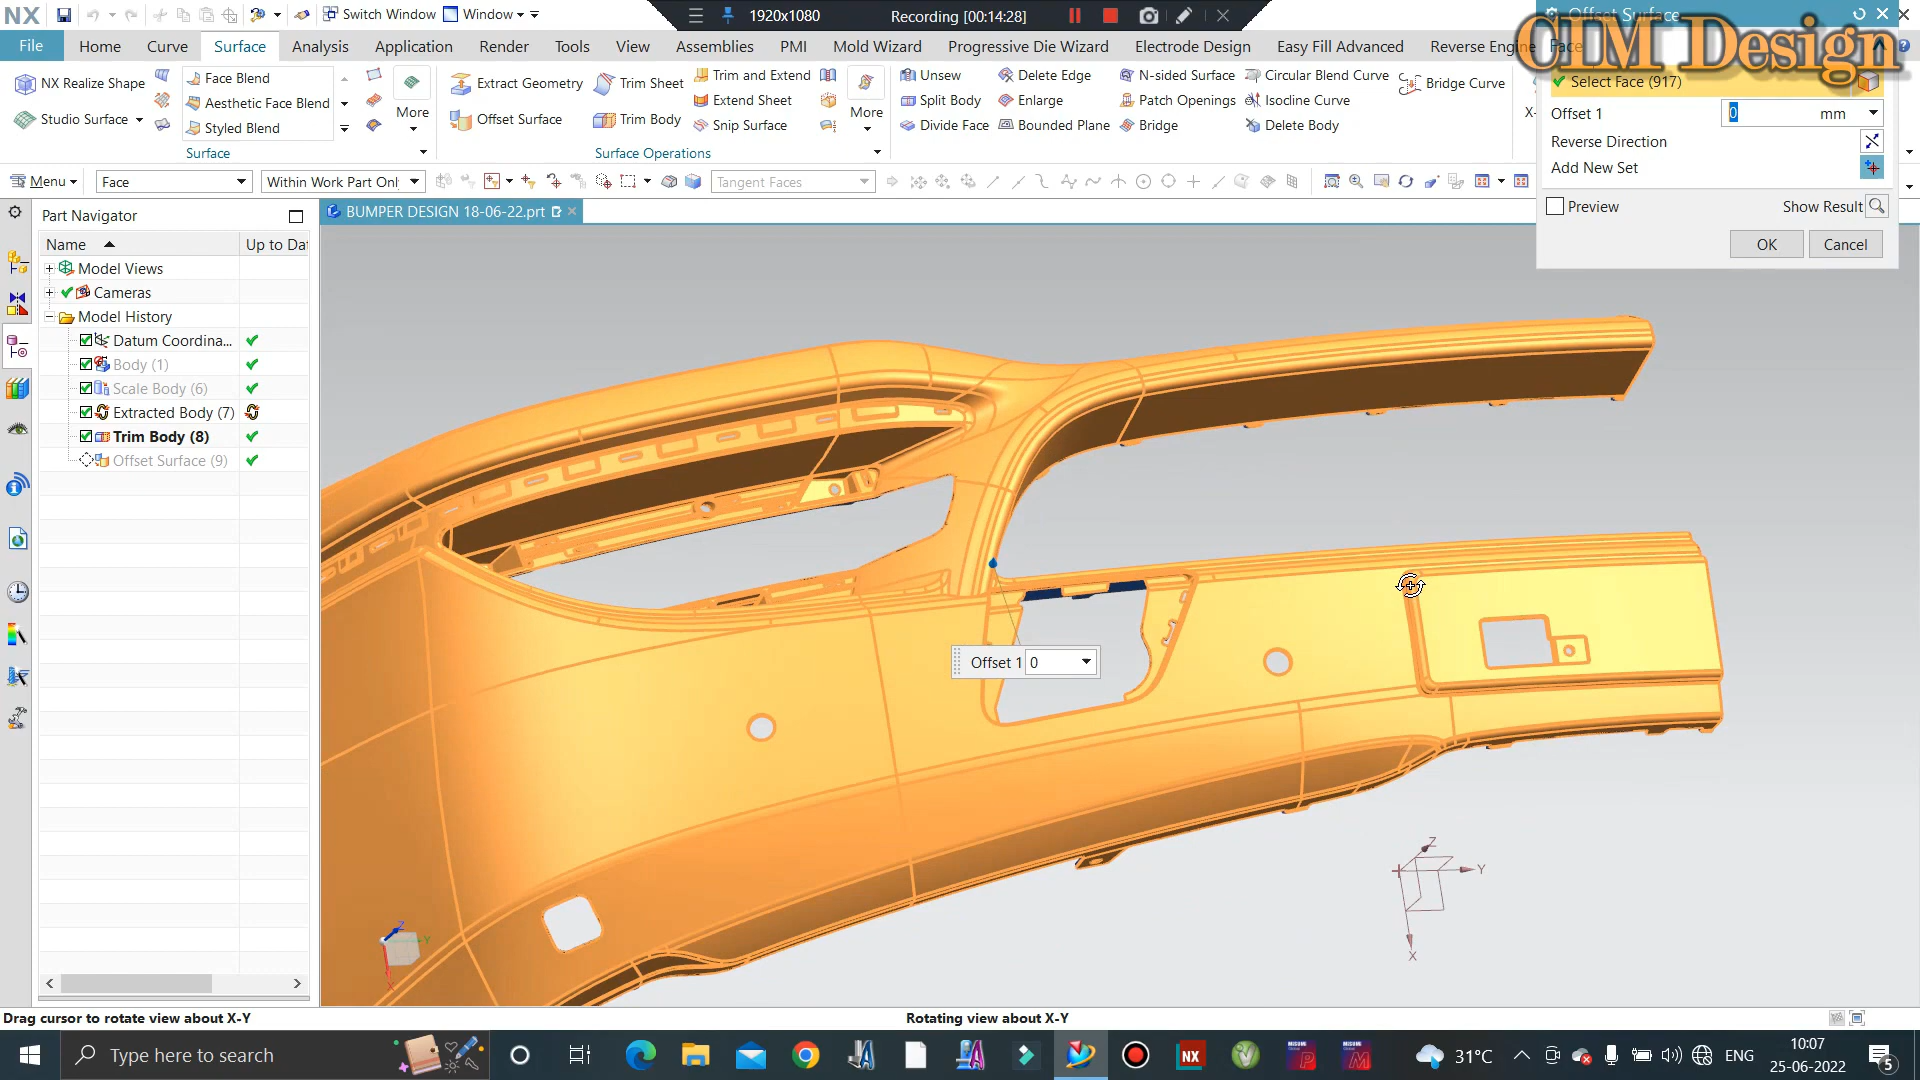 NX
Switch Window
Window
1920x1080
Recording [00:14:28]
Offset Surface
CIM Design
File
Home
Curve
Surface
Analysis
Application
Render
Tools
View
Assemblies
PMI
Mold Wizard
Progressive Die Wizard
Electrode Design
Easy Fill Advanced
Reverse Engin
Face
NX Realize Shape
Studio Surface
Face Blend
Aesthetic Face Blend
Styled Blend
More
Surface
Extract Geometry
Offset Surface
Trim Sheet
Trim Body
Trim and Extend
Extend Sheet
Snip Surface
More
Surface Operations
Unsew
Split Body
Divide Face
Delete Edge
Enlarge
Bounded Plane
N-sided Surface
Patch Openings
Bridge
Circular Blend Curve
Isocline Curve
Delete Body
Bridge Curve
X-
Select Face (917)
Offset 1
0
mm
Reverse Direction
Add New Set
Preview
Show Result
OK
Cancel
Menu
Face
Within Work Part Onl
Tangent Faces
Part Navigator
BUMPER DESIGN 18-06-22.prt
Name
Up to Da
Model Views
Cameras
Model History
Datum Coordina...
Body (1)
Scale Body (6)
Extracted Body (7)
Trim Body (8)
Offset Surface (9)
Offset 1
0
Z
Y
X
Z
Y
Drag cursor to rotate view about X-Y
Rotating view about X-Y
Type here to search
NX
31°C
ENG
10:07
25-06-2022
5